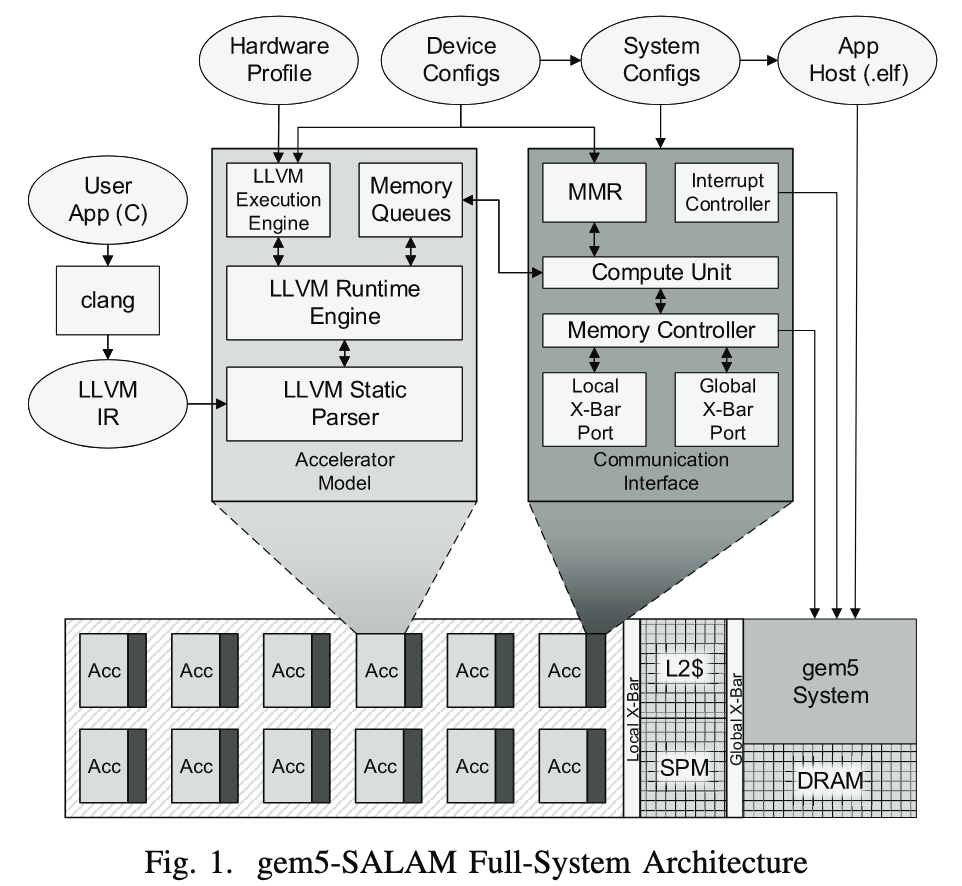 Hardware
Profile
Device
Configs
System
Configs
App
Host (.elf)
User
App (C)
clang
LLVM
IR
LLVM
Execution
Engine
Memory
Queues
LLVM Runtime
Engine
LLVM Static
Parser
Accelerator
Model
MMR
Interrupt
Controller
Compute Unit
Memory Controller
Local
X-Bar
Port
Global
X-Bar
Port
Communication
Interface
Acc
Acc
Acc
Acc
Acc
Acc
Acc
Acc
Acc
Acc
Acc
Acc
Local X-Bar
L2$
SPM
Global X-Bar
gem5
System
DRAM
Fig. 1. gem5-SALAM Full-System Architecture